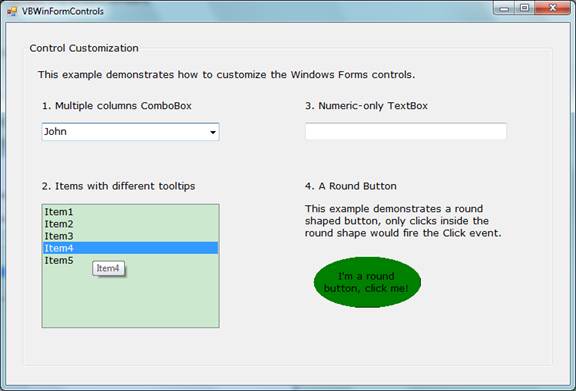 VBWinFormControls
Control Customization
This example demonstrates how to customize the Windows Forms controls.
1. Multiple columns ComboBox
John
2. Items with different tooltips
Item1
Item2
Item3
Item4
Item5
Item4
3. Numeric-only TextBox
4. A Round Button
This example demonstrates a round
shaped button, only clicks inside the
round shape would fire the Click event.
I'm a round
button, click me!